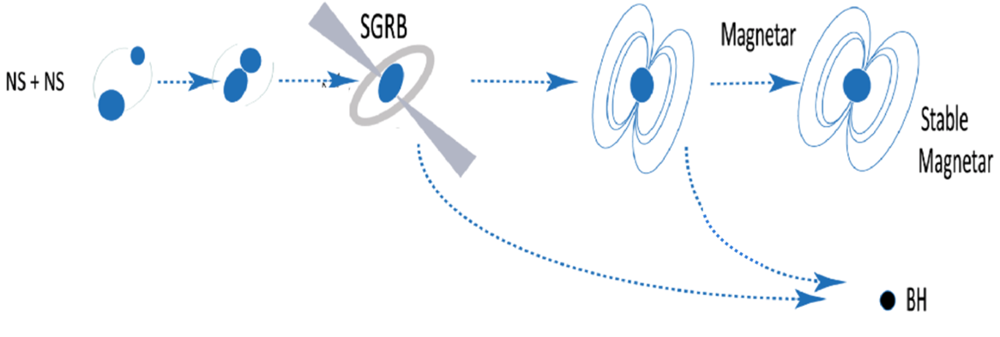 NS + NS
SGRB
Magnetar
Stable
Magnetar
BH